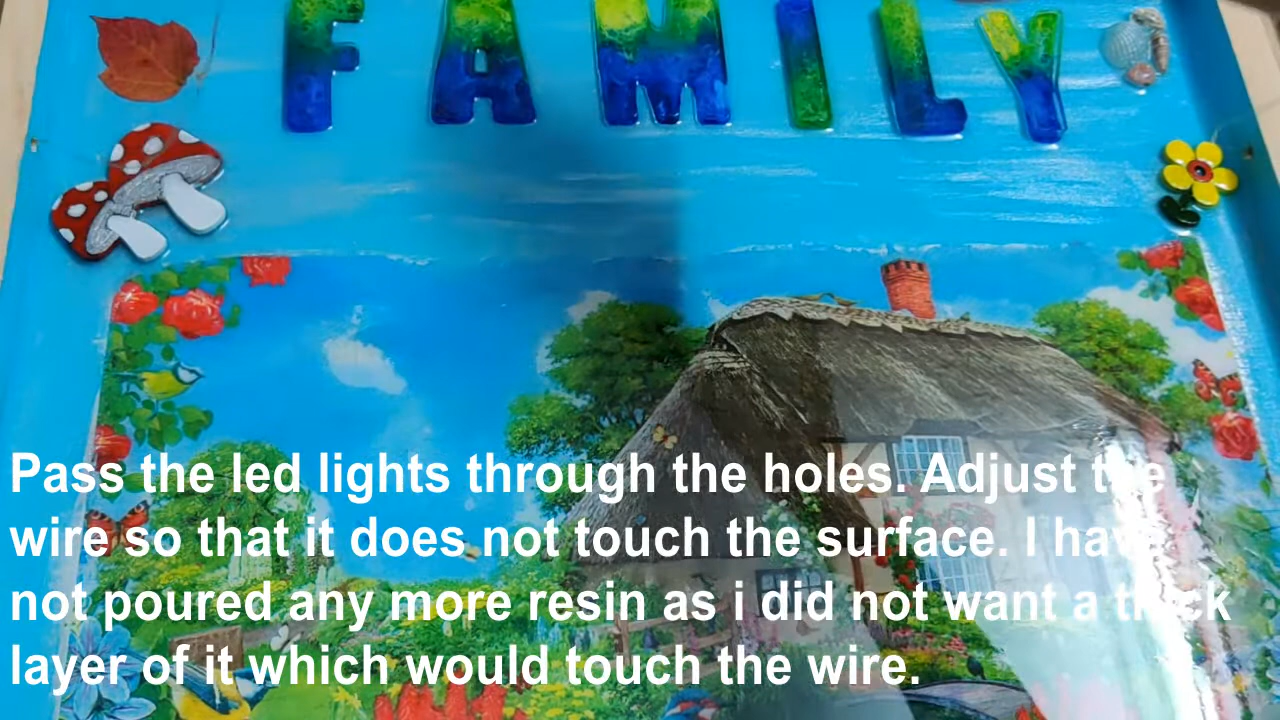 FAMILY
Pass the led lights through the holes. Adjust the
wire so that it does not touch the surface. I have
not poured any more resin as i did not want a thick
layer of it which would touch the wire.